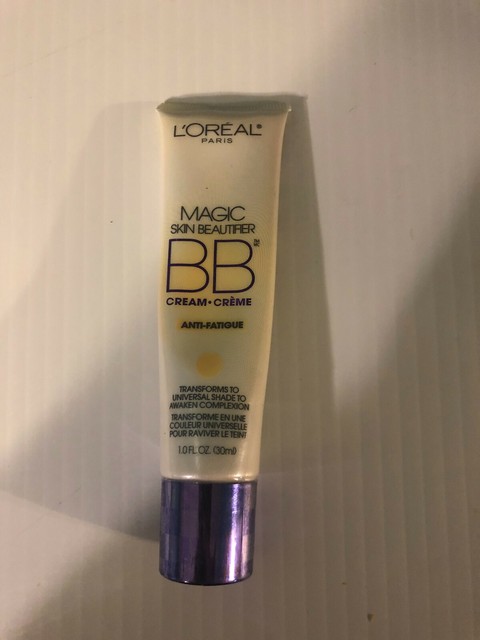 L'ORÉAL®
PARIS
MAGIC
SKIN BEAUTIFIER
BB
CREAM•CRÈME
ANTI-FATIGUE
TRANSFORMS TO
UNIVERSAL SHADE TO
AWAKEN COMPLEXION
TRANSFORME EN UNE
COULEUR UNIVERSELLE
POUR RAVIVER LE TEINT
1.0 FL. OZ. (30ml)